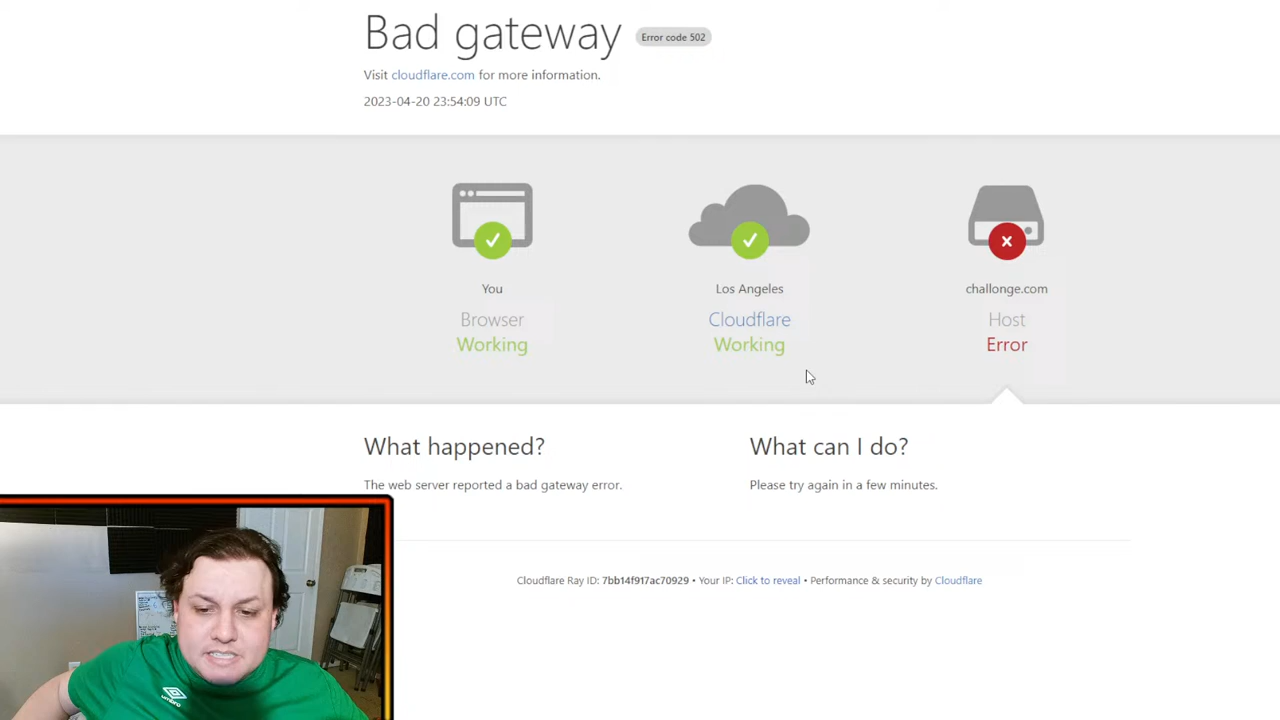 Bad gateway Error code 502
Visit cloudflare.com for more information.
2023-04-20 23:54:09 UTC
You
Browser
Working
Los Angeles
Cloudflare
Working
challonge.com
Host
Error
What happened?
The web server reported a bad gateway error.
What can I do?
Please try again in a few minutes.
Cloudflare Ray ID: 7bb14f917ac70929 • Your IP: Click to reveal • Performance & security by Cloudflare
umbro